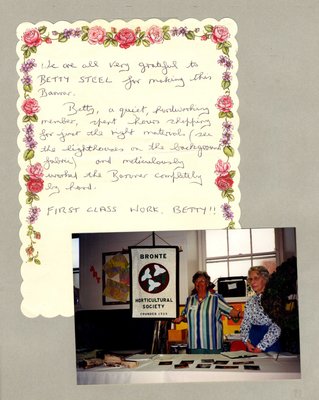 We are all very grateful to
BETTY STEEL for making this
Banner.
Betty, a quiet, hardworking
member, spent hours shopping
for just the right materials (see
the lighthouses on the background
fabric) and meticulously
worked the Banner completely
by hand.
FIRST CLASS WORK, BETTY!!
BRONTE
HORTICULTURAL
SOCIETY